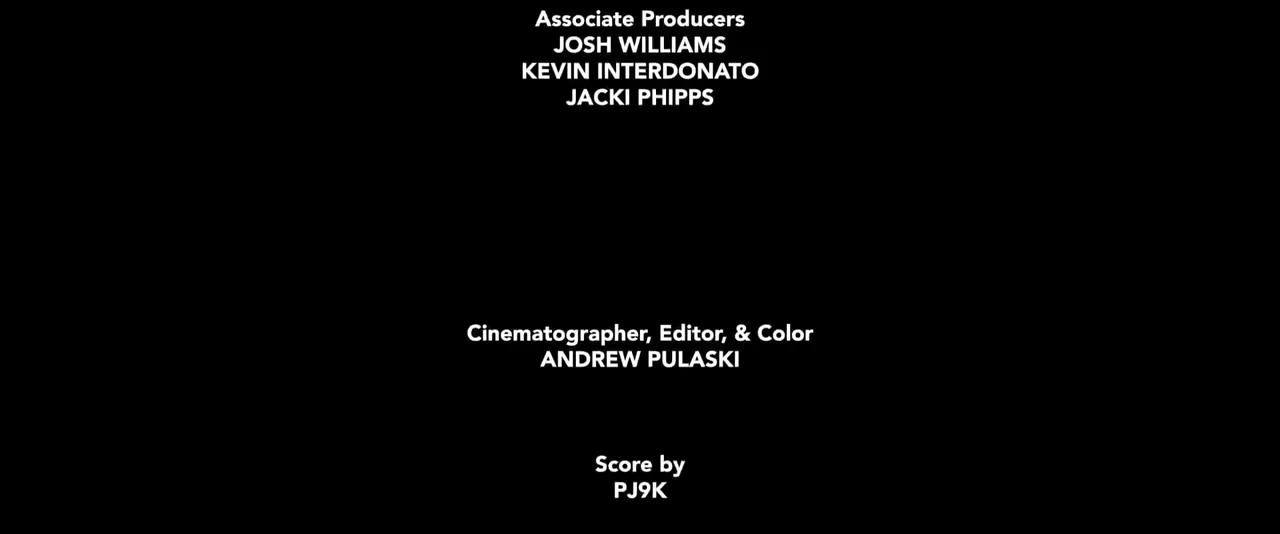 Associate Producers
JOSH WILLIAMS
KEVIN INTERDONATO
JACKI PHIPPS
Cinematographer, Editor, & Color
ANDREW PULASKI
Score by
PJ9K